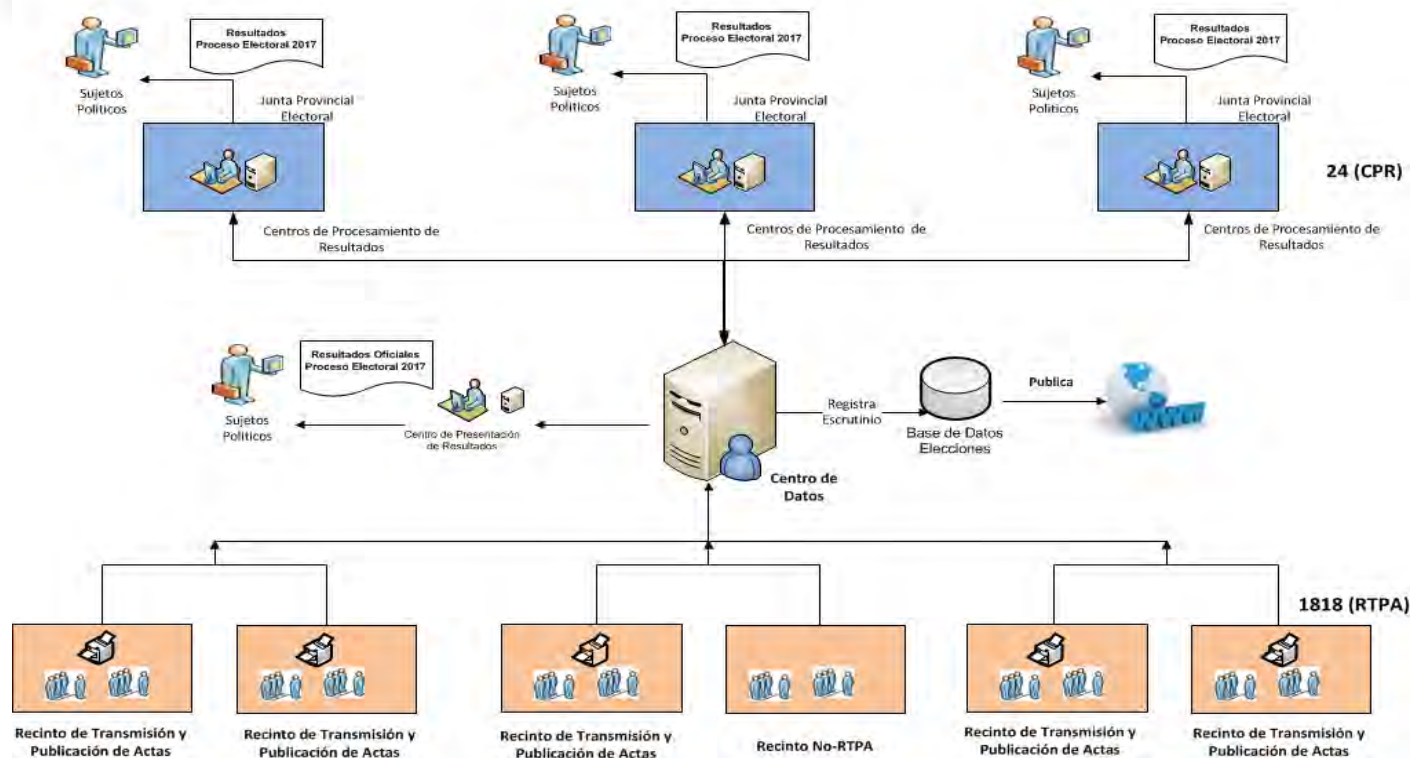 Resultados
Proceso Electoral 2017
Resultados
Proceso Electoral 2017
Resultados
Proceso Electoral 2017
Sujetos
Políticos
Junta Provincial
Electoral
Sujetos
Políticos
Junta Provincial
Electoral
Sujetos
Políticos
Junta Provincial
Electoral
24 (CPR)
Centros de Procesamiento de
Resultados
Centros de Procesamiento de
Resultados
Centros de Procesamiento de
Resultados
Resultados Oficiales
Proceso Electoral 2017
Sujetos
Políticos
Centro de Presentación
de Resultados
Registra
Escrutinio
Base de Datos
Elecciones
Publica
Centro de
Datos
1818 (RTPA)
Recinto de Transmisión y
Publicación de Actas
Recinto de Transmisión y
Publicación de Actas
Recinto de Transmisión y
Publicación de Actas
Recinto No-RTPA
Recinto de Transmisión y
Publicación de Actas
Recinto de Transmisión y
Publicación de Actas